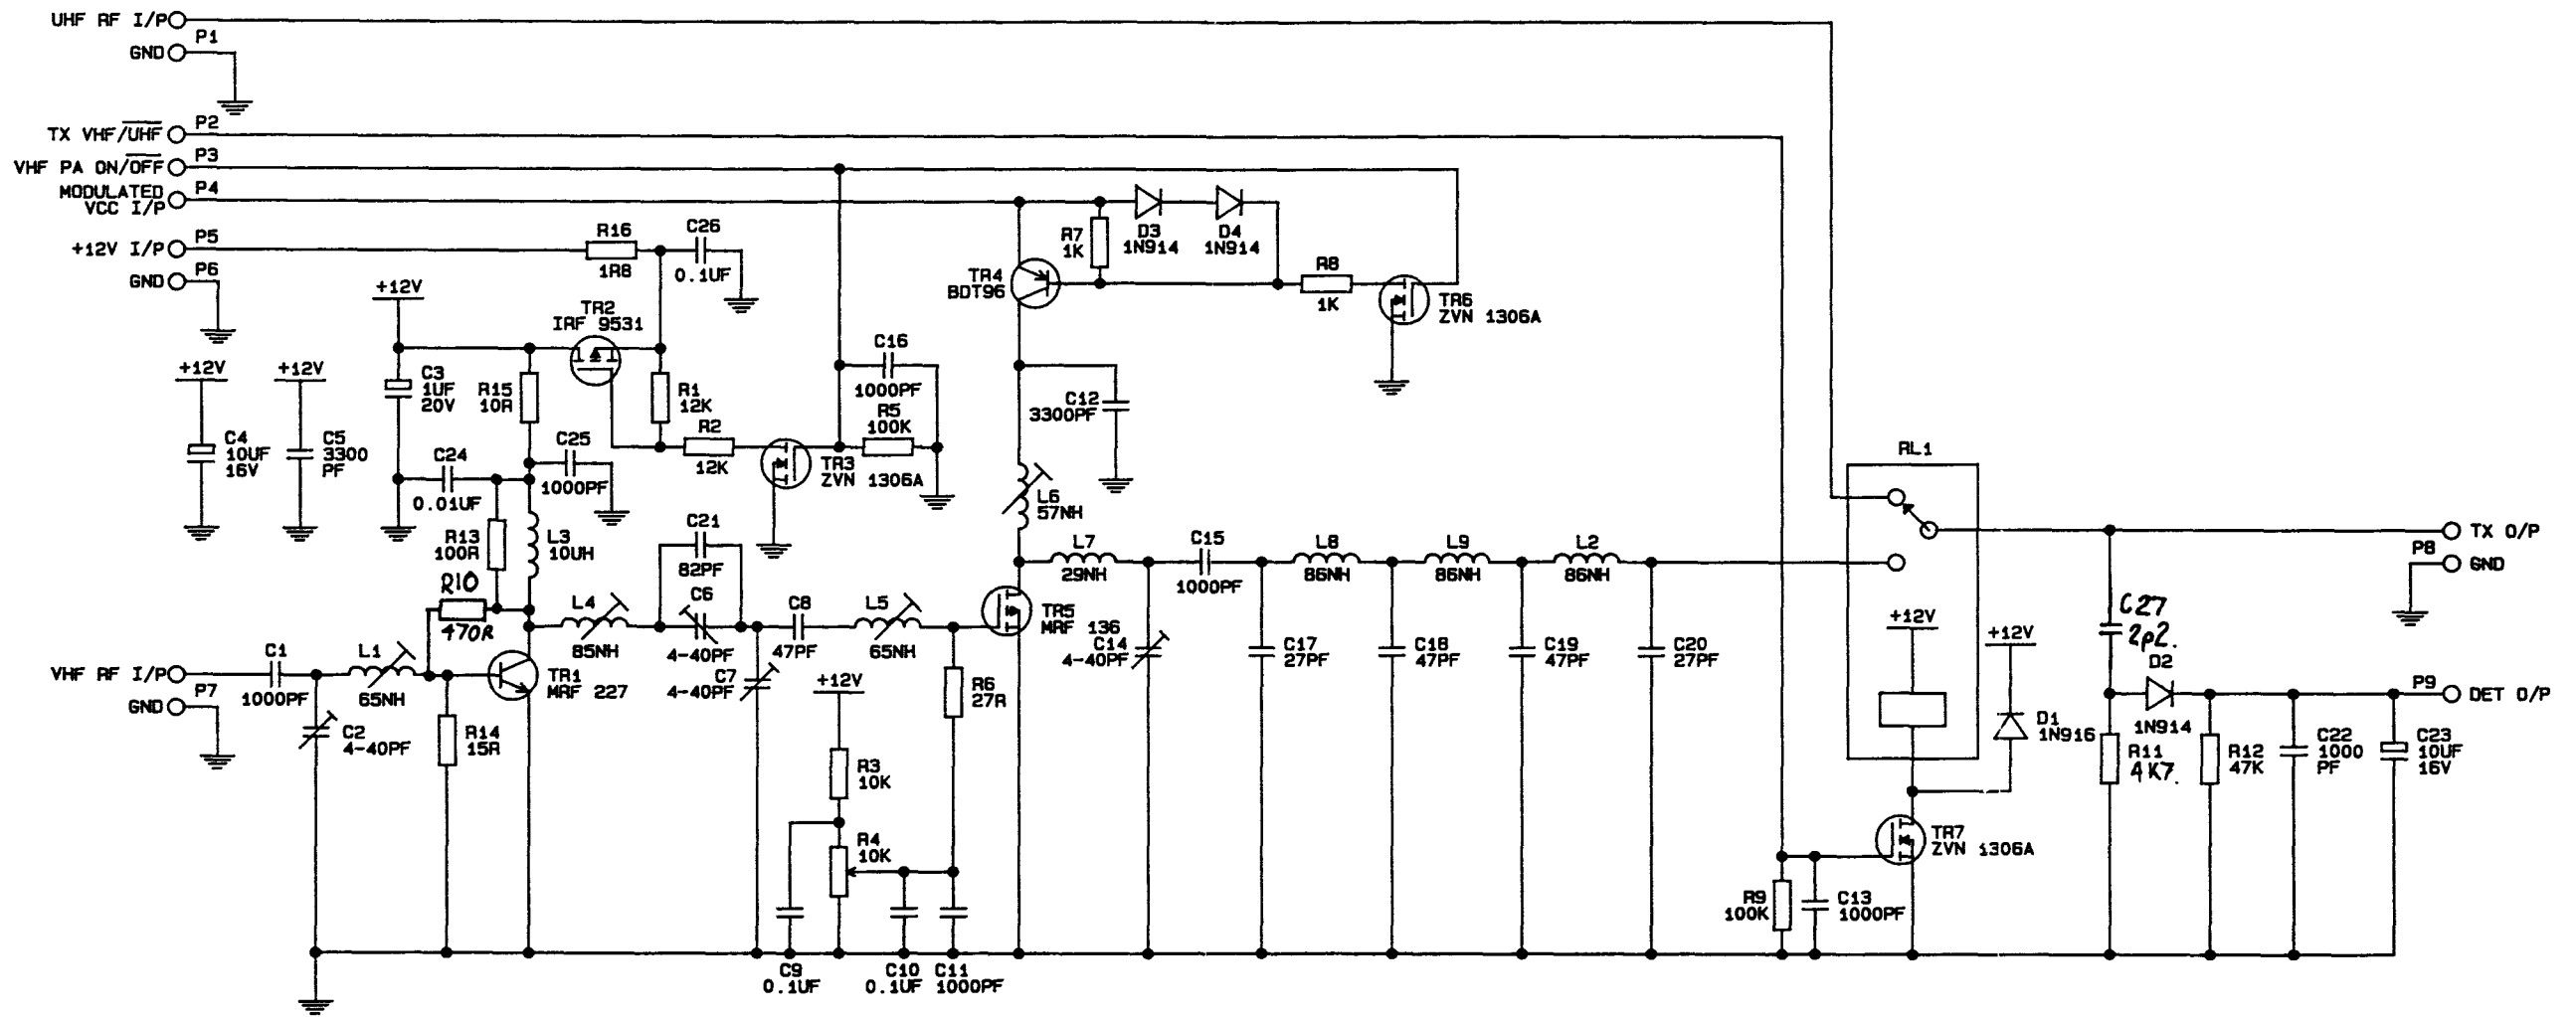 UHF RF I/P
P1
GND
TX VHF/UHF
P2
VHF PA ON/OFF
P3
MODULATED
VCC I/P
P4
+12V I/P
P5
GND
P6
R16
1R8
C26
0.1UF
+12V
TR2
IRF 9531
+12V
+12V
C3
1UF
20V
R15
10R
R1
12K
C4
10UF
16V
C5
3300
PF
C24
0.01UF
C25
1000PF
R2
12K
TR3
ZVN 1306A
C16
1000PF
R5
100K
R7
1K
D3
1N914
D4
1N914
TR4
BDT96
R8
1K
TR6
ZVN 1306A
C12
3300PF
L6
57NH
R13
100R
L3
10UH
C21
82PF
R10
470R
L4
85NH
C6
4-40PF
C8
47PF
L5
65NH
TR5
MRF 136
L7
29NH
C15
1000PF
L8
86NH
L9
86NH
L2
86NH
RL1
TX O/P
P8
GND
VHF RF I/P
P7
GND
C1
1000PF
L1
65NH
C2
4-40PF
R14
15R
TR1
MRF 227
C7
4-40PF
+12V
R3
10K
R4
10K
R6
27R
C14
4-40PF
C17
27PF
C18
47PF
C19
47PF
C20
27PF
+12V
+12V
D1
1N916
C27
2p2.
D2
1N914
P9
DET O/P
R11
4K7.
R12
47K
C22
1000
PF
C23
10UF
16V
TR7
ZVN 1306A
R9
100K
C13
1000PF
C9
0.1UF
C10
0.1UF
C11
1000PF